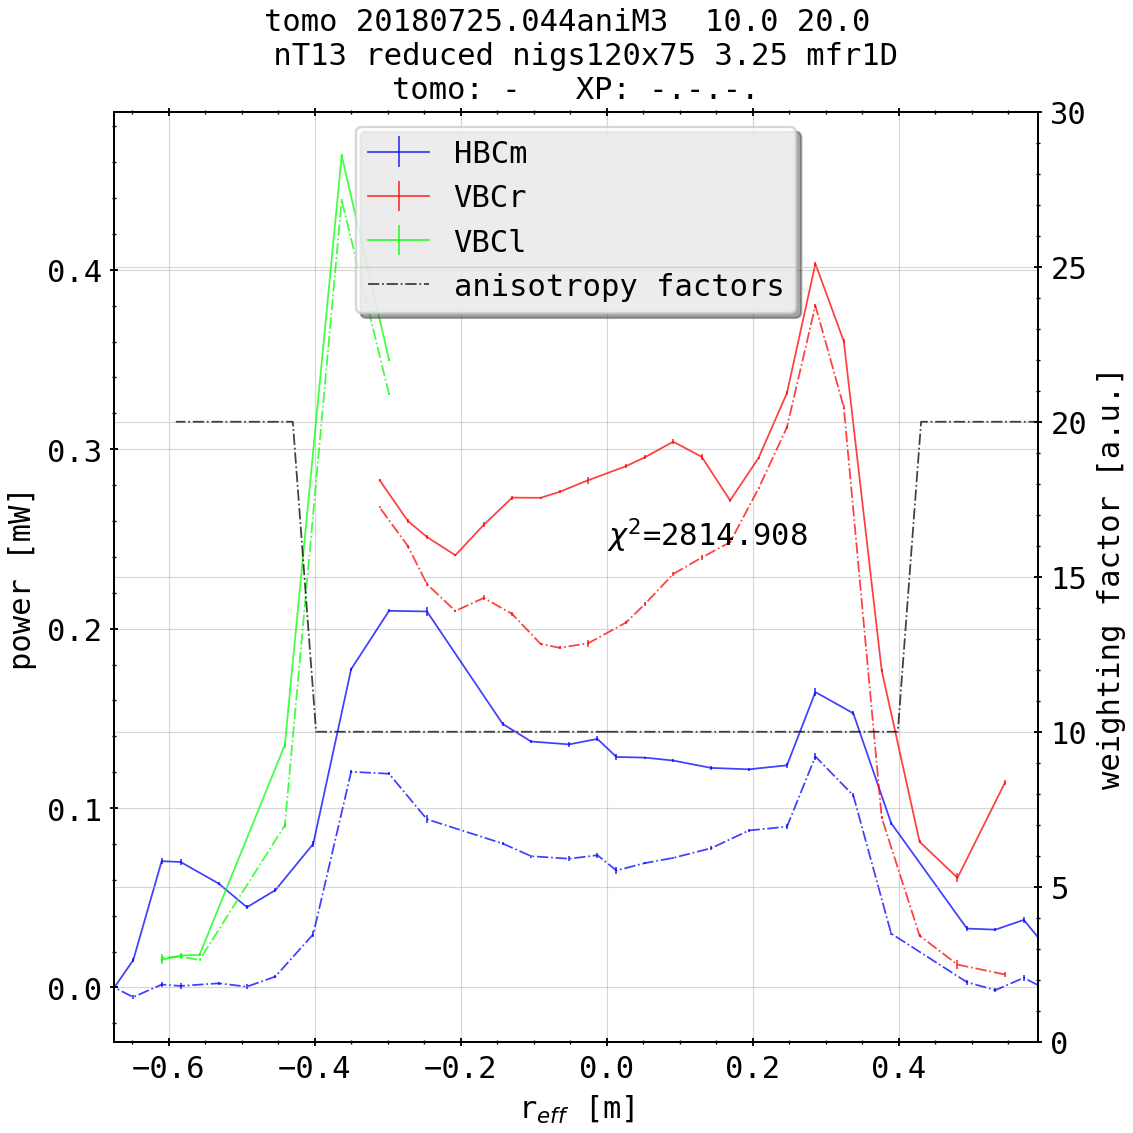 tomo 20180725.044aniM3  10.0 20.0
nT13 reduced nigs120x75 3.25 mfr1D
tomo: -   XP: -.-.-.
HBCm
VBCr
VBCl
anisotropy factors
χ²=2814.908
power [mW]
0.4
0.3
0.2
0.1
0.0
30
25
20
15
10
5
0
weighting factor [a.u.]
−0.6 −0.4 −0.2 0.0 0.2 0.4
r_eff [m]